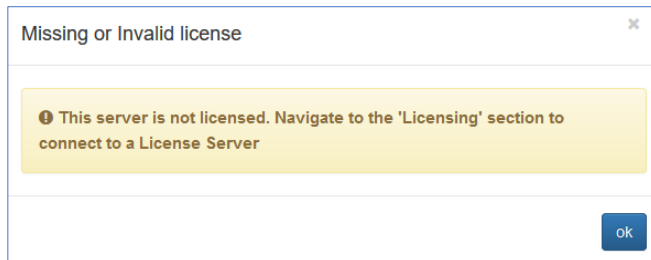 Missing or Invalid license
×
This server is not licensed. Navigate to the 'Licensing' section to
connect to a License Server
ok